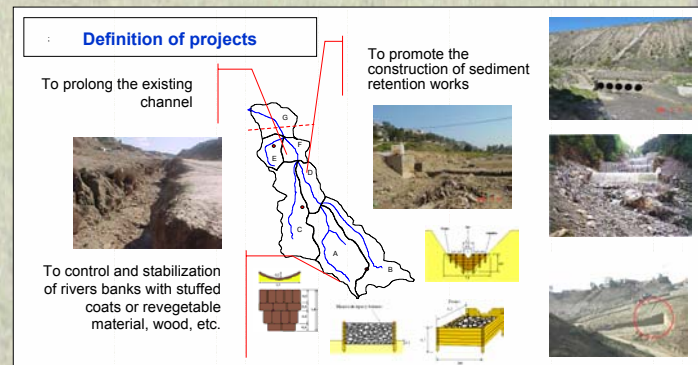 Definition of projects
To prolong the existing
channel
To promote the
construction of sediment
retention works
G
E
F
D
C
A
B
To control and stabilization
of rivers banks with stuffed
coats or revegetable
material, wood, etc.